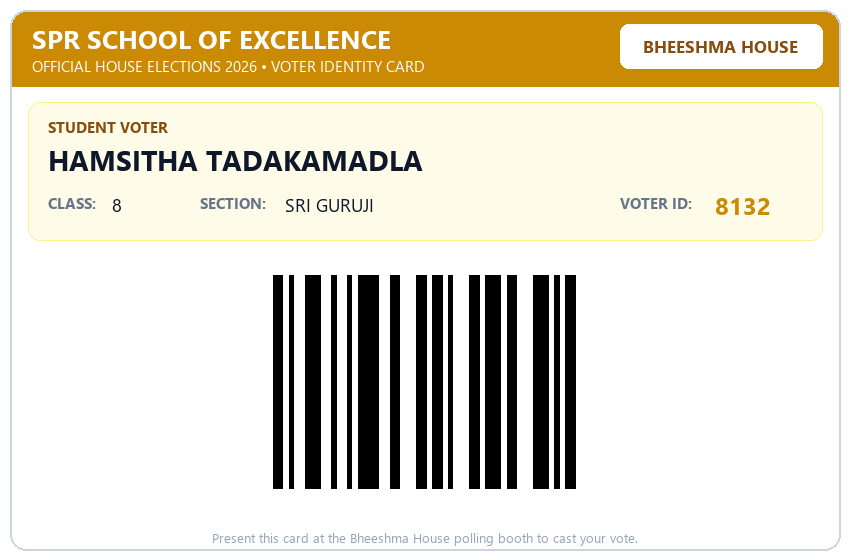 SPR SCHOOL OF EXCELLENCE
OFFICIAL HOUSE ELECTIONS 2026 • VOTER IDENTITY CARD
BHEESHMA HOUSE
STUDENT VOTER
HAMSITHA TADAKAMADLA
CLASS: 8 SECTION: SRI GURUJI VOTER ID: 8132
Present this card at the Bheeshma House polling booth to cast your vote.